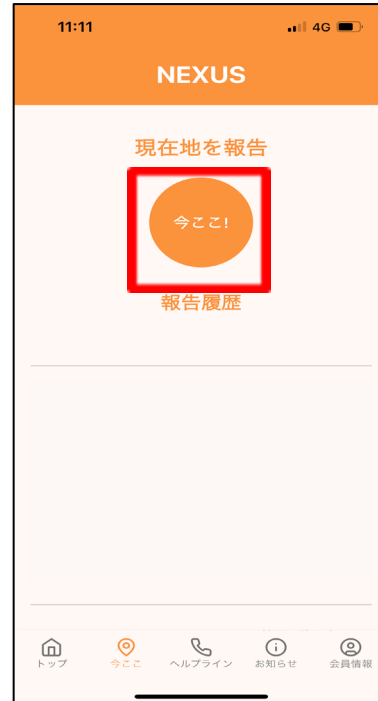 11:11 4G
NEXUS
現在地を報告
今ここ!
報告履歴
トップ 今ここ ヘルプライン お知らせ 会員情報